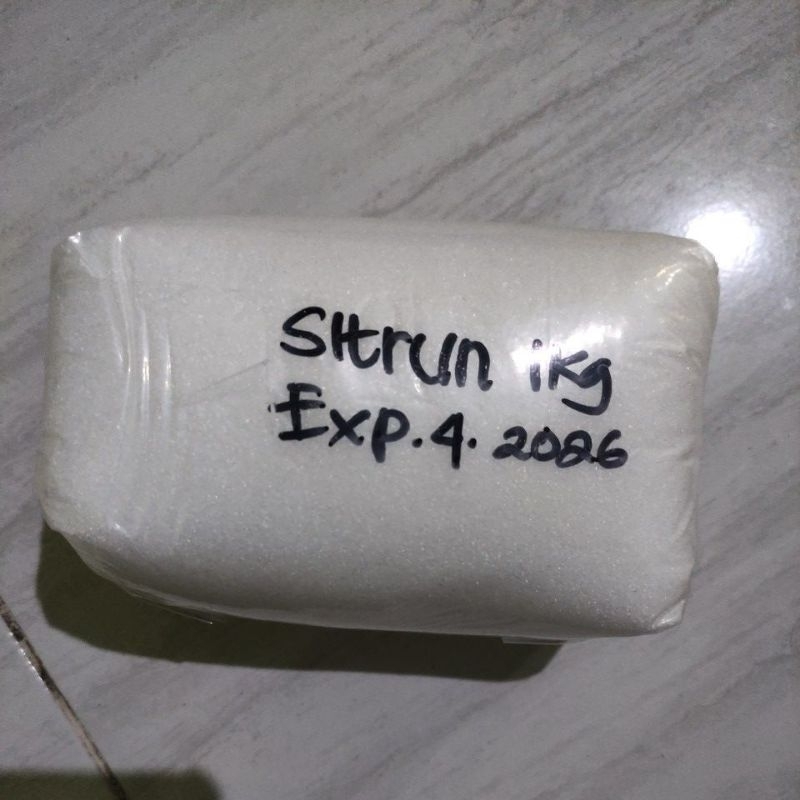 Sitrun 1kg
Exp. 4. 2026